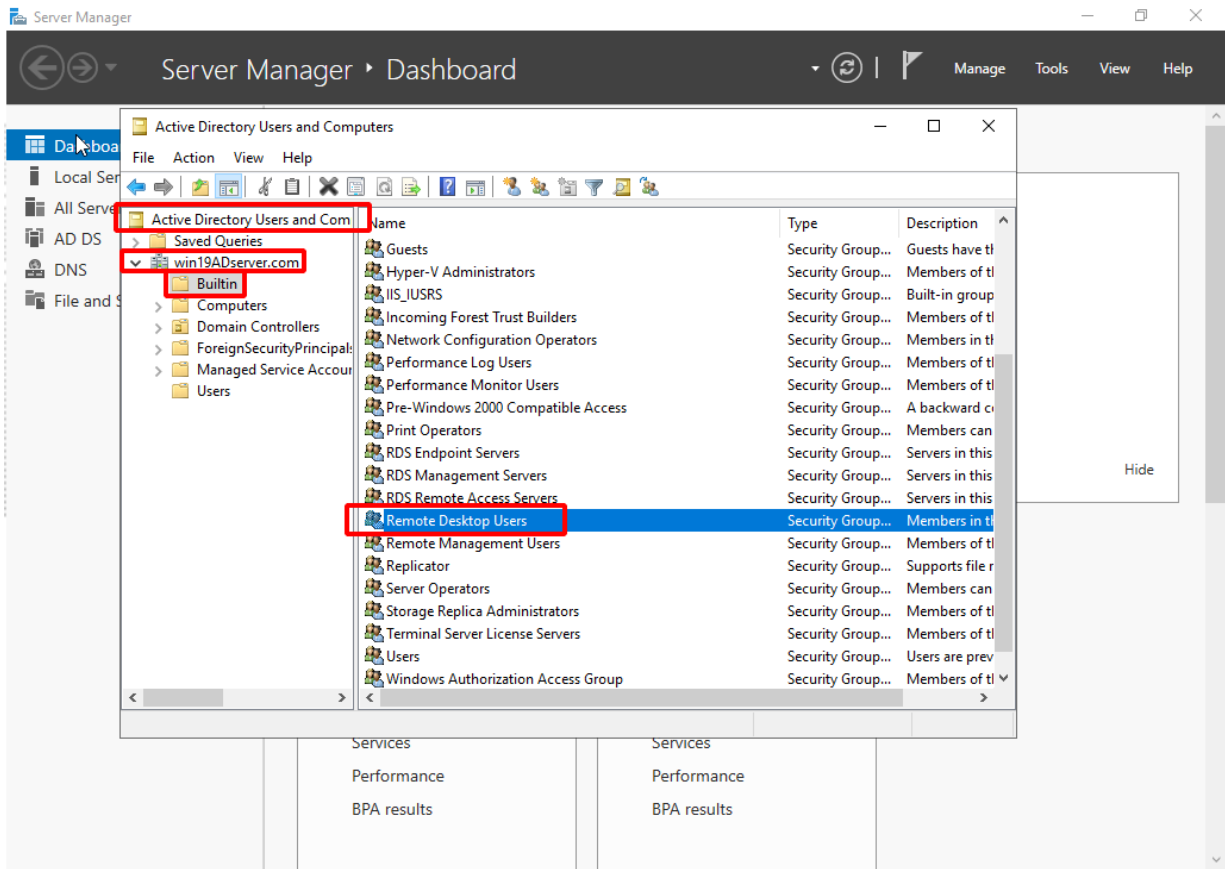 Server Manager
Server Manager ‣ Dashboard
Manage Tools View Help
Dashboa
Local Ser
All Serve
AD DS
DNS
File and S
Active Directory Users and Computers
File Action View Help
Active Directory Users and Com
Saved Queries
win19ADserver.com
Builtin
Computers
Domain Controllers
ForeignSecurityPrincipals
Managed Service Accour
Users
Name Type Description
Guests Security Group... Guests have th
Hyper-V Administrators Security Group... Members of tl
IIS_IUSRS Security Group... Built-in group
Incoming Forest Trust Builders Security Group... Members of tl
Network Configuration Operators Security Group... Members in th
Performance Log Users Security Group... Members of tl
Performance Monitor Users Security Group... Members of tl
Pre-Windows 2000 Compatible Access Security Group... A backward co
Print Operators Security Group... Members can
RDS Endpoint Servers Security Group... Servers in this
RDS Management Servers Security Group... Servers in this
RDS Remote Access Servers Security Group... Servers in this
Remote Desktop Users Security Group... Members in th
Remote Management Users Security Group... Members of tl
Replicator Security Group... Supports file r
Server Operators Security Group... Members can
Storage Replica Administrators Security Group... Members of tl
Terminal Server License Servers Security Group... Members of tl
Users Security Group... Users are prev
Windows Authorization Access Group Security Group... Members of tl
Hide
Services Services
Performance Performance
BPA results BPA results